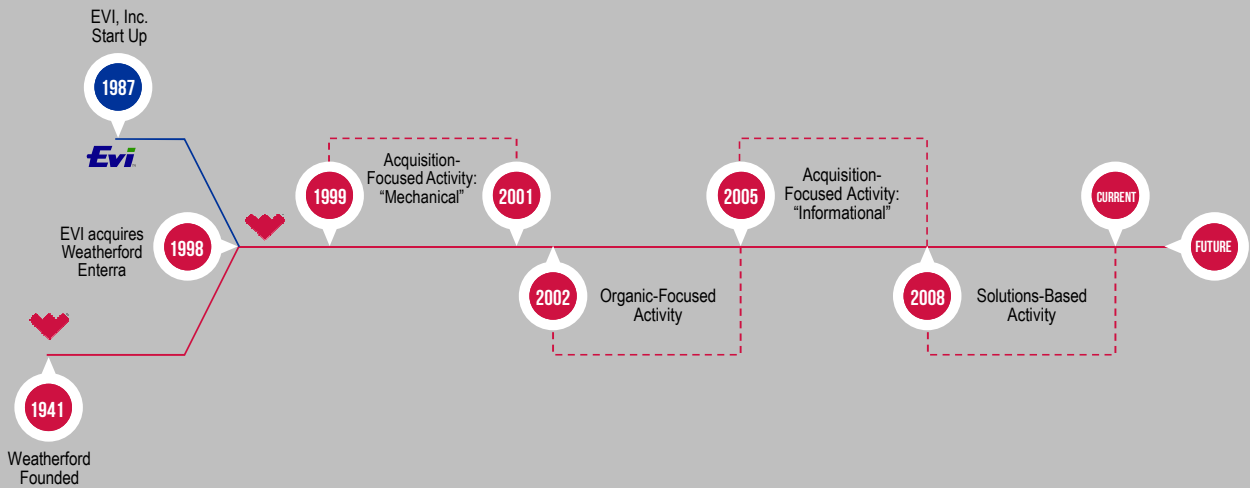 EVI, Inc.
Start Up
1987
Evi
EVI acquires
Weatherford
Enterra
1998
1941
Weatherford
Founded
1999
Acquisition-
Focused Activity:
“Mechanical”
2001
2002
Organic-Focused
Activity
2005
Acquisition-
Focused Activity:
“Informational”
2008
Solutions-Based
Activity
CURRENT
FUTURE